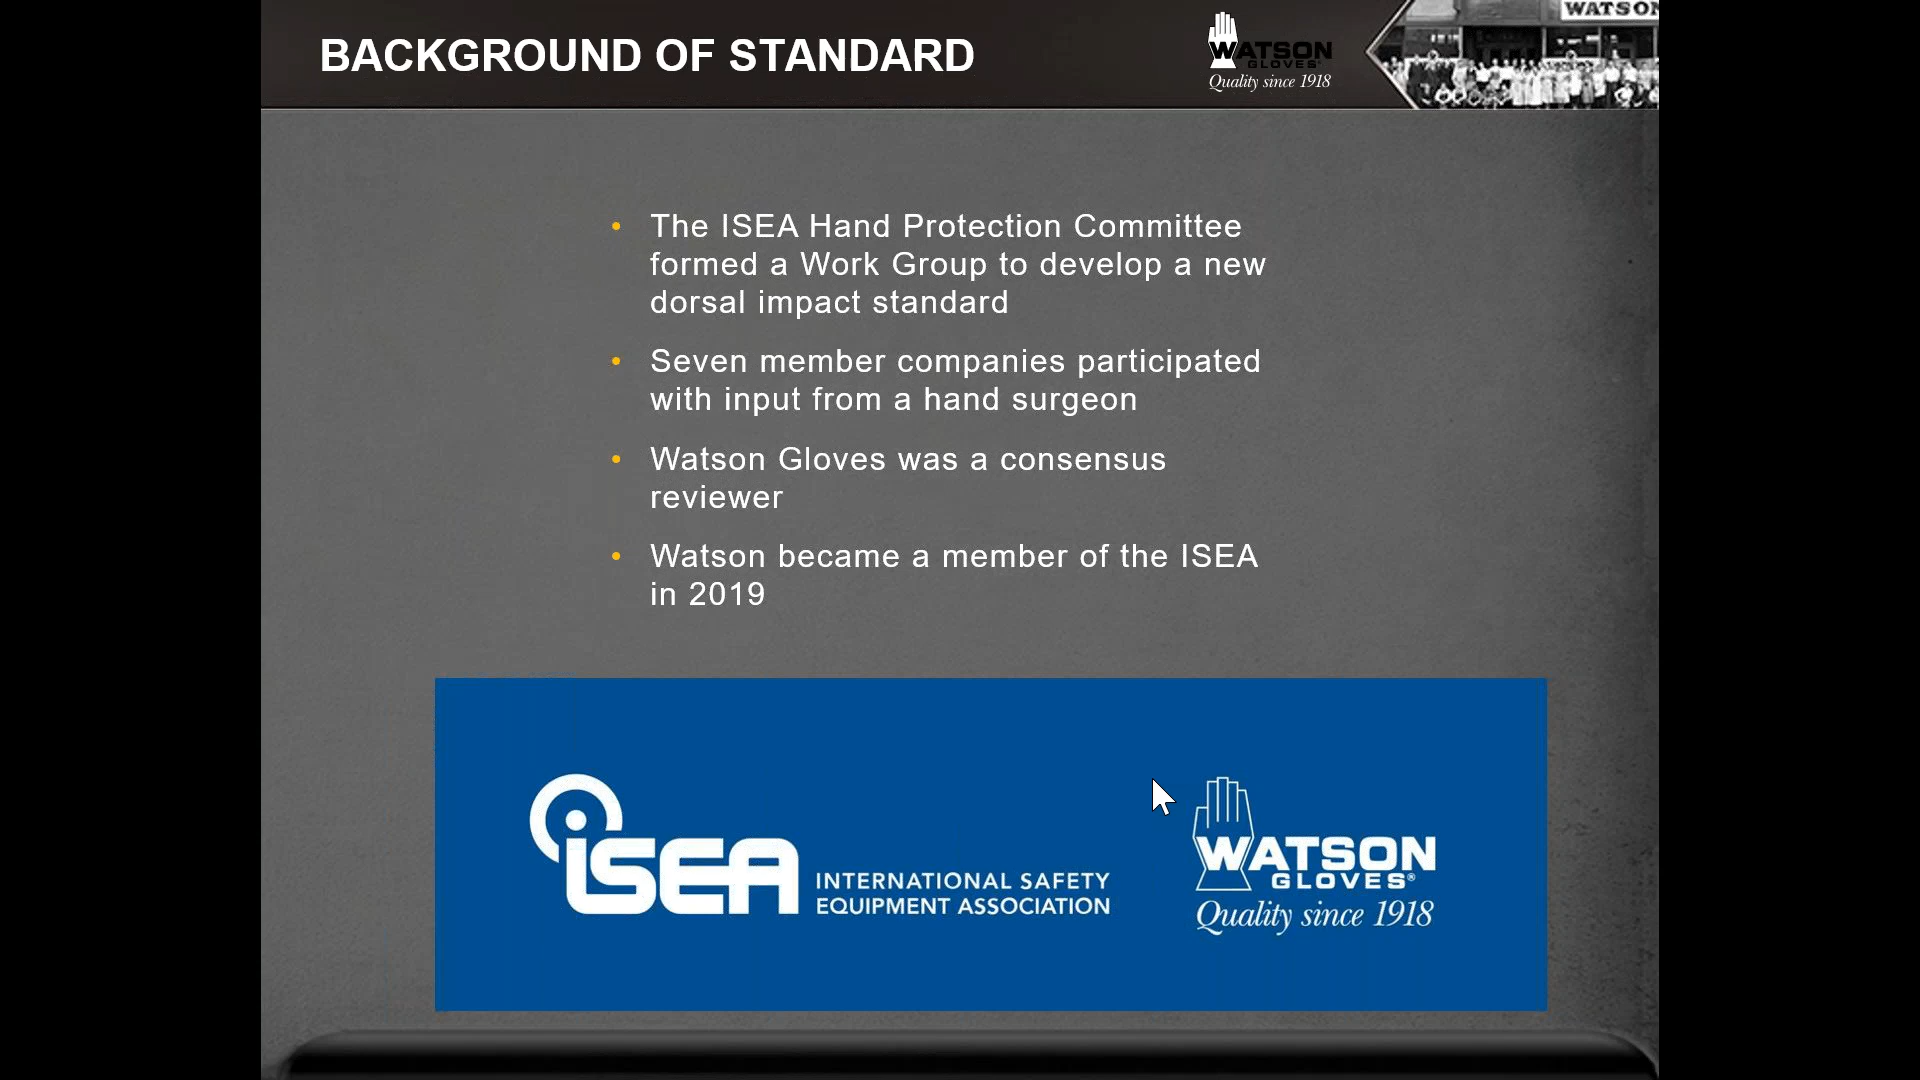 BACKGROUND OF STANDARD
WATSON
GLOVES
Quality since 1918
WATSON
• The ISEA Hand Protection Committee
formed a Work Group to develop a new
dorsal impact standard
• Seven member companies participated
with input from a hand surgeon
• Watson Gloves was a consensus
reviewer
• Watson became a member of the ISEA
in 2019
iSEA
INTERNATIONAL SAFETY
EQUIPMENT ASSOCIATION
WATSON
GLOVES®
Quality since 1918